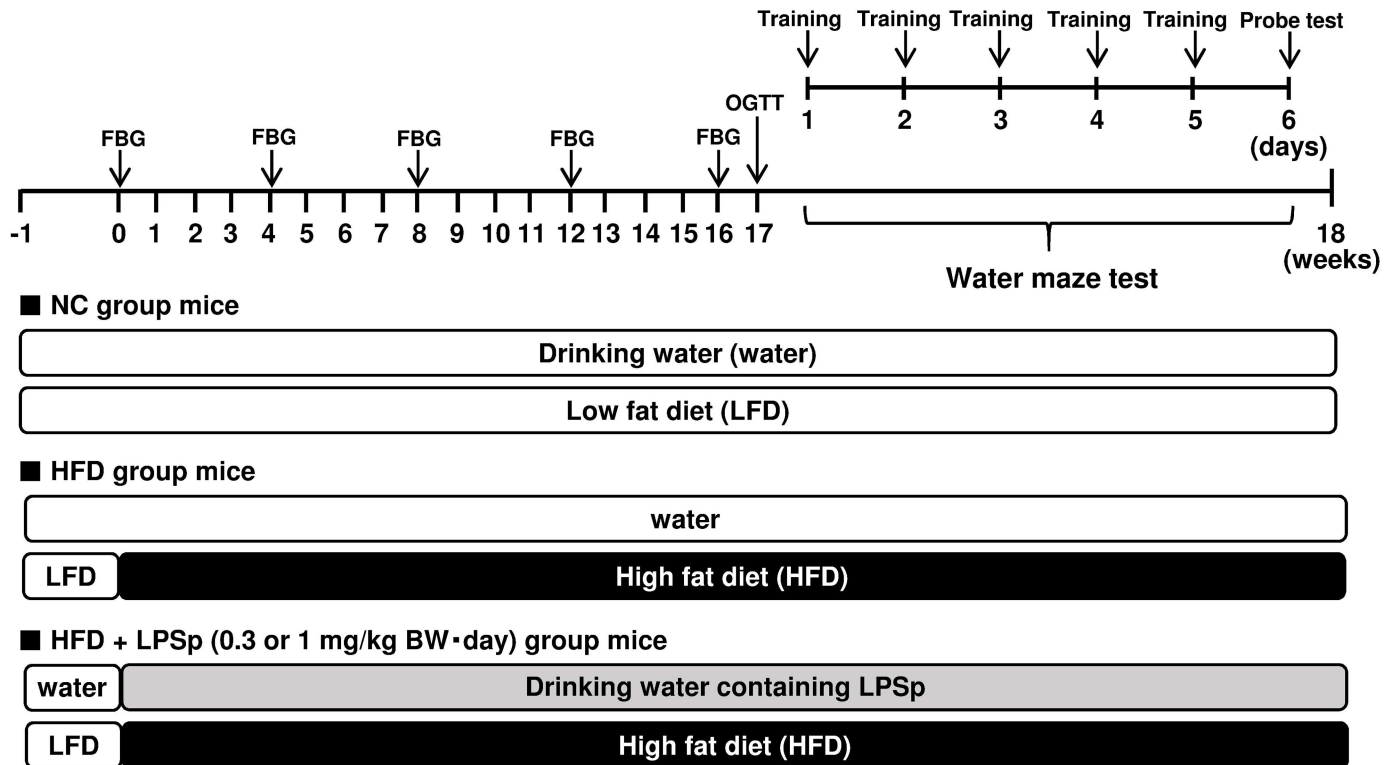 Training Training Training Training Training Probe test
OGTT
1 2 3 4 5 6
(days)
FBG FBG FBG FBG FBG
-1 0 1 2 3 4 5 6 7 8 9 10 11 12 13 14 15 16 17 18
(weeks)
Water maze test
■ NC group mice
Drinking water (water)
Low fat diet (LFD)
■ HFD group mice
water
LFD High fat diet (HFD)
■ HFD + LPSp (0.3 or 1 mg/kg BW･day) group mice
water Drinking water containing LPSp
LFD High fat diet (HFD)